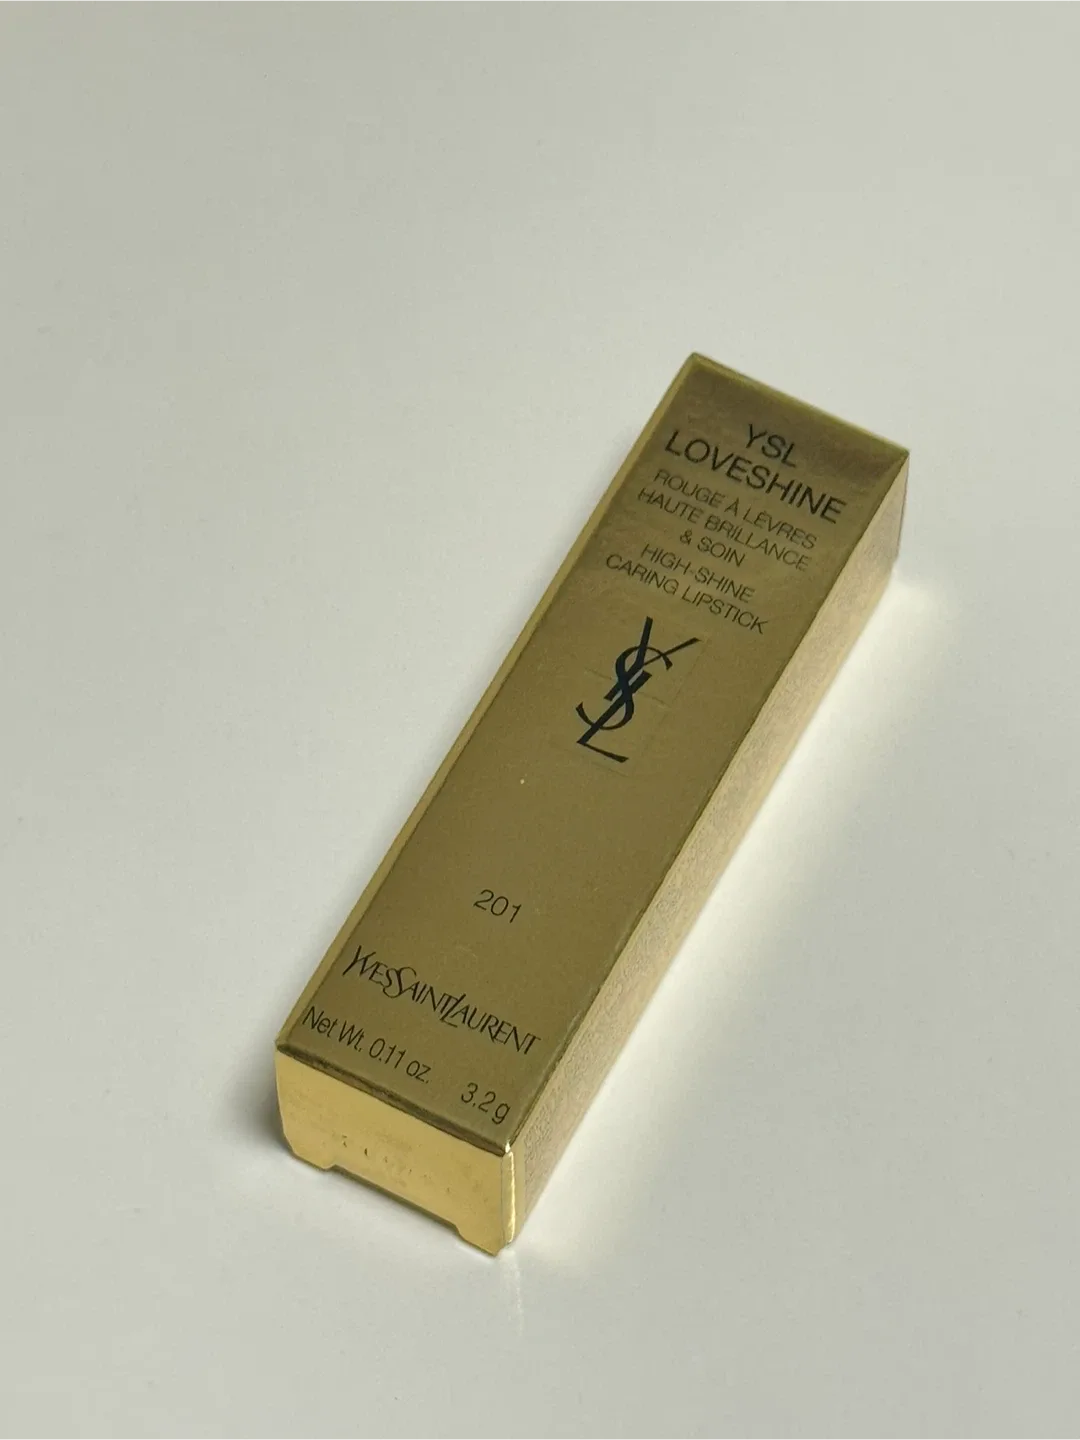 YSL
LOVESHINE
ROUGE À LÈVRES
HAUTE BRILLANCE
& SOIN
HIGH-SHINE
CARING LIPSTICK
YSL
201
YVESSAINTLAURENT
Net Wt. 0.11 oz. 3.2 g